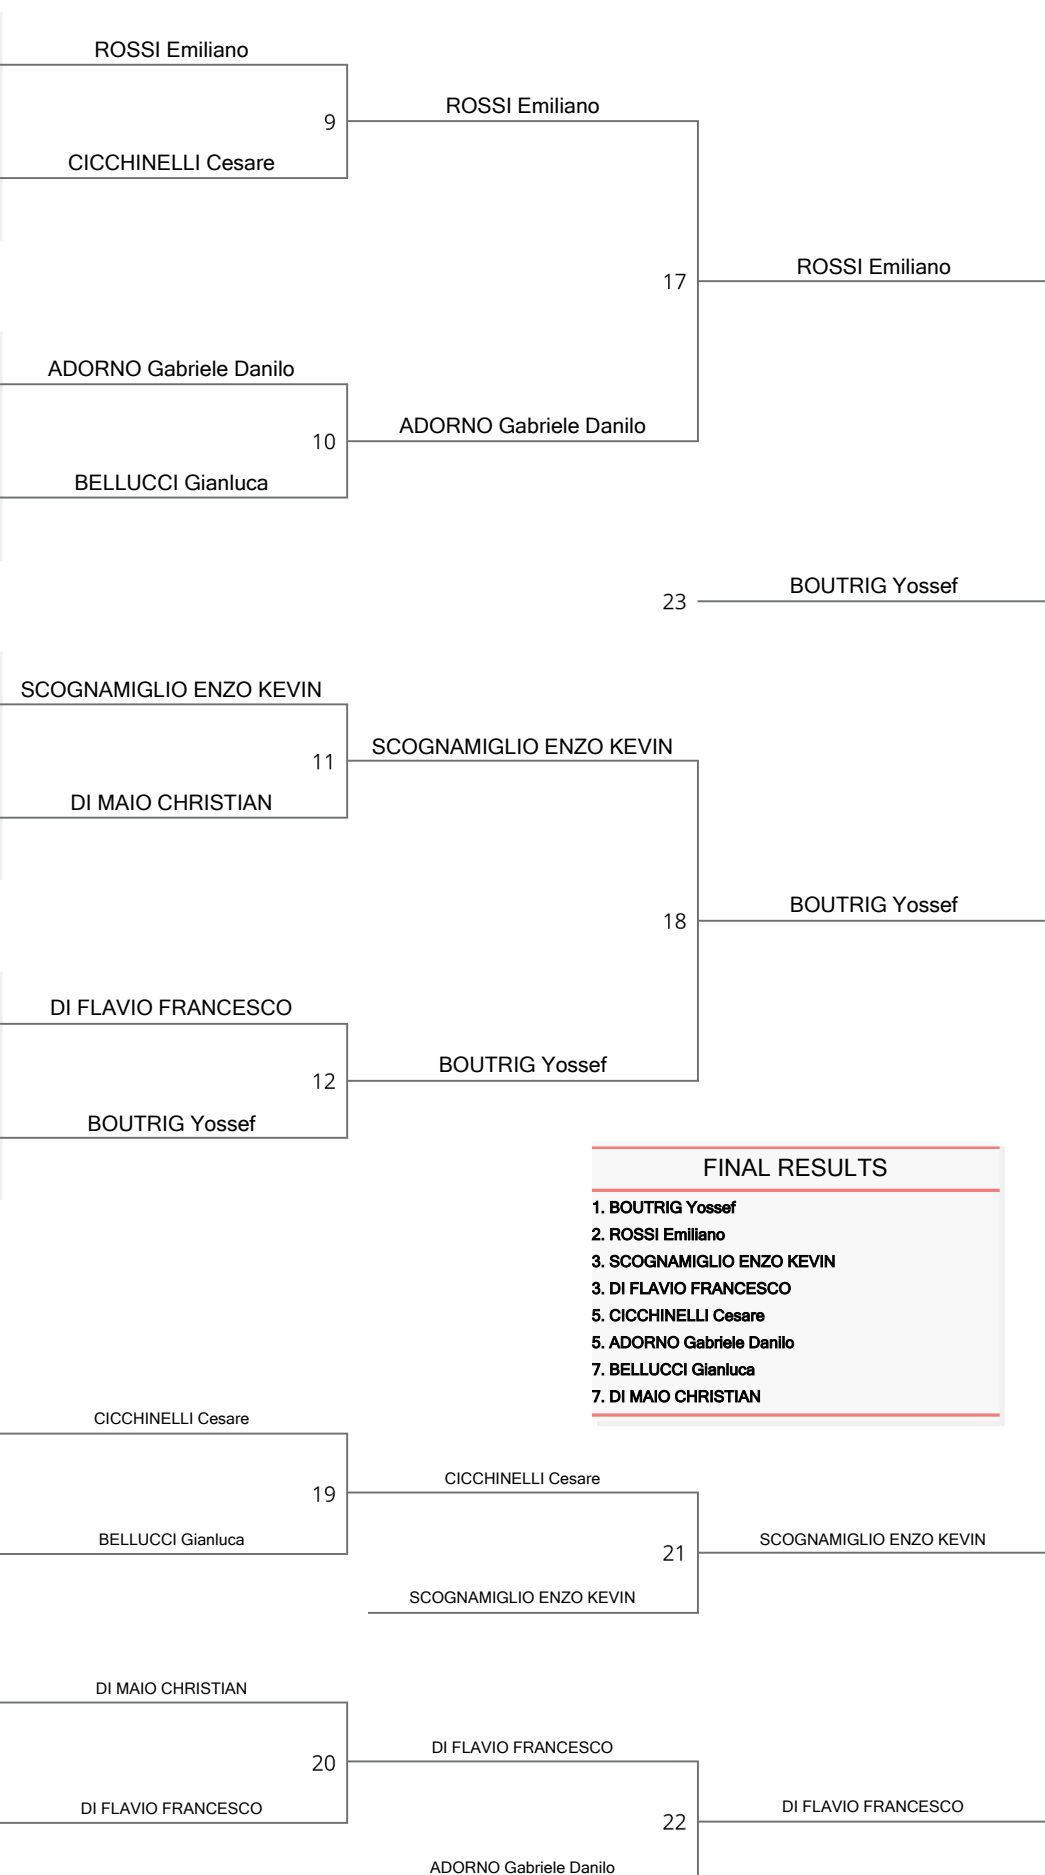 ROSSI Emiliano
9
ROSSI Emiliano
CICCHINELLI Cesare
ROSSI Emiliano
17
ADORNO Gabriele Danilo
10
ADORNO Gabriele Danilo
BELLUCCI Gianluca
23
BOUTRIG Yossef
SCOGNAMIGLIO ENZO KEVIN
11
SCOGNAMIGLIO ENZO KEVIN
DI MAIO CHRISTIAN
18
BOUTRIG Yossef
DI FLAVIO FRANCESCO
12
BOUTRIG Yossef
BOUTRIG Yossef
FINAL RESULTS
1. BOUTRIG Yossef
2. ROSSI Emiliano
3. SCOGNAMIGLIO ENZO KEVIN
3. DI FLAVIO FRANCESCO
5. CICCHINELLI Cesare
5. ADORNO Gabriele Danilo
7. BELLUCCI Gianluca
7. DI MAIO CHRISTIAN
CICCHINELLI Cesare
19
CICCHINELLI Cesare
BELLUCCI Gianluca
21
SCOGNAMIGLIO ENZO KEVIN
SCOGNAMIGLIO ENZO KEVIN
DI MAIO CHRISTIAN
20
DI FLAVIO FRANCESCO
DI FLAVIO FRANCESCO
22
DI FLAVIO FRANCESCO
ADORNO Gabriele Danilo